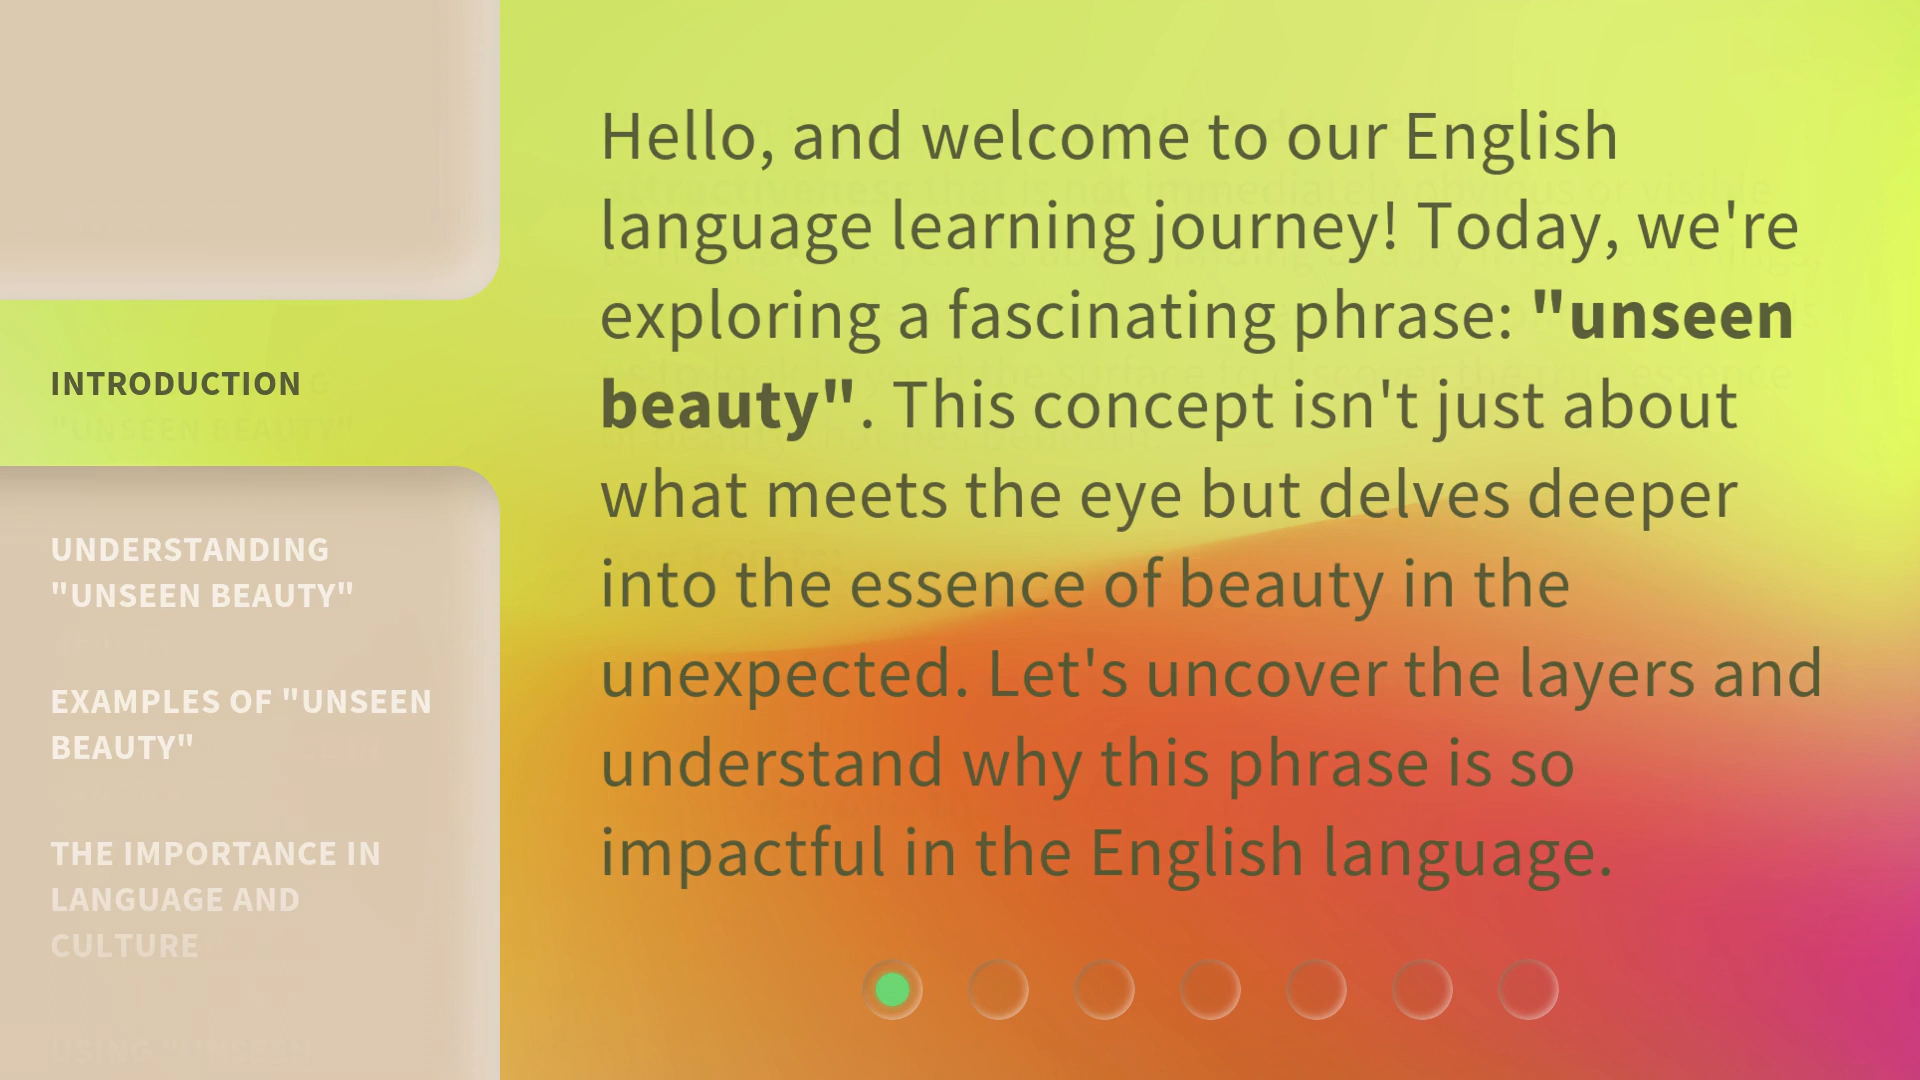 INTRODUCTION
UNDERSTANDING
"UNSEEN BEAUTY"
EXAMPLES OF "UNSEEN
BEAUTY"
THE IMPORTANCE IN
LANGUAGE AND
CULTURE
USING "UNSEEN
Hello, and welcome to our English
language learning journey! Today, we're
exploring a fascinating phrase: "unseen
beauty". This concept isn't just about
what meets the eye but delves deeper
into the essence of beauty in the
unexpected. Let's uncover the layers and
understand why this phrase is so
impactful in the English language.